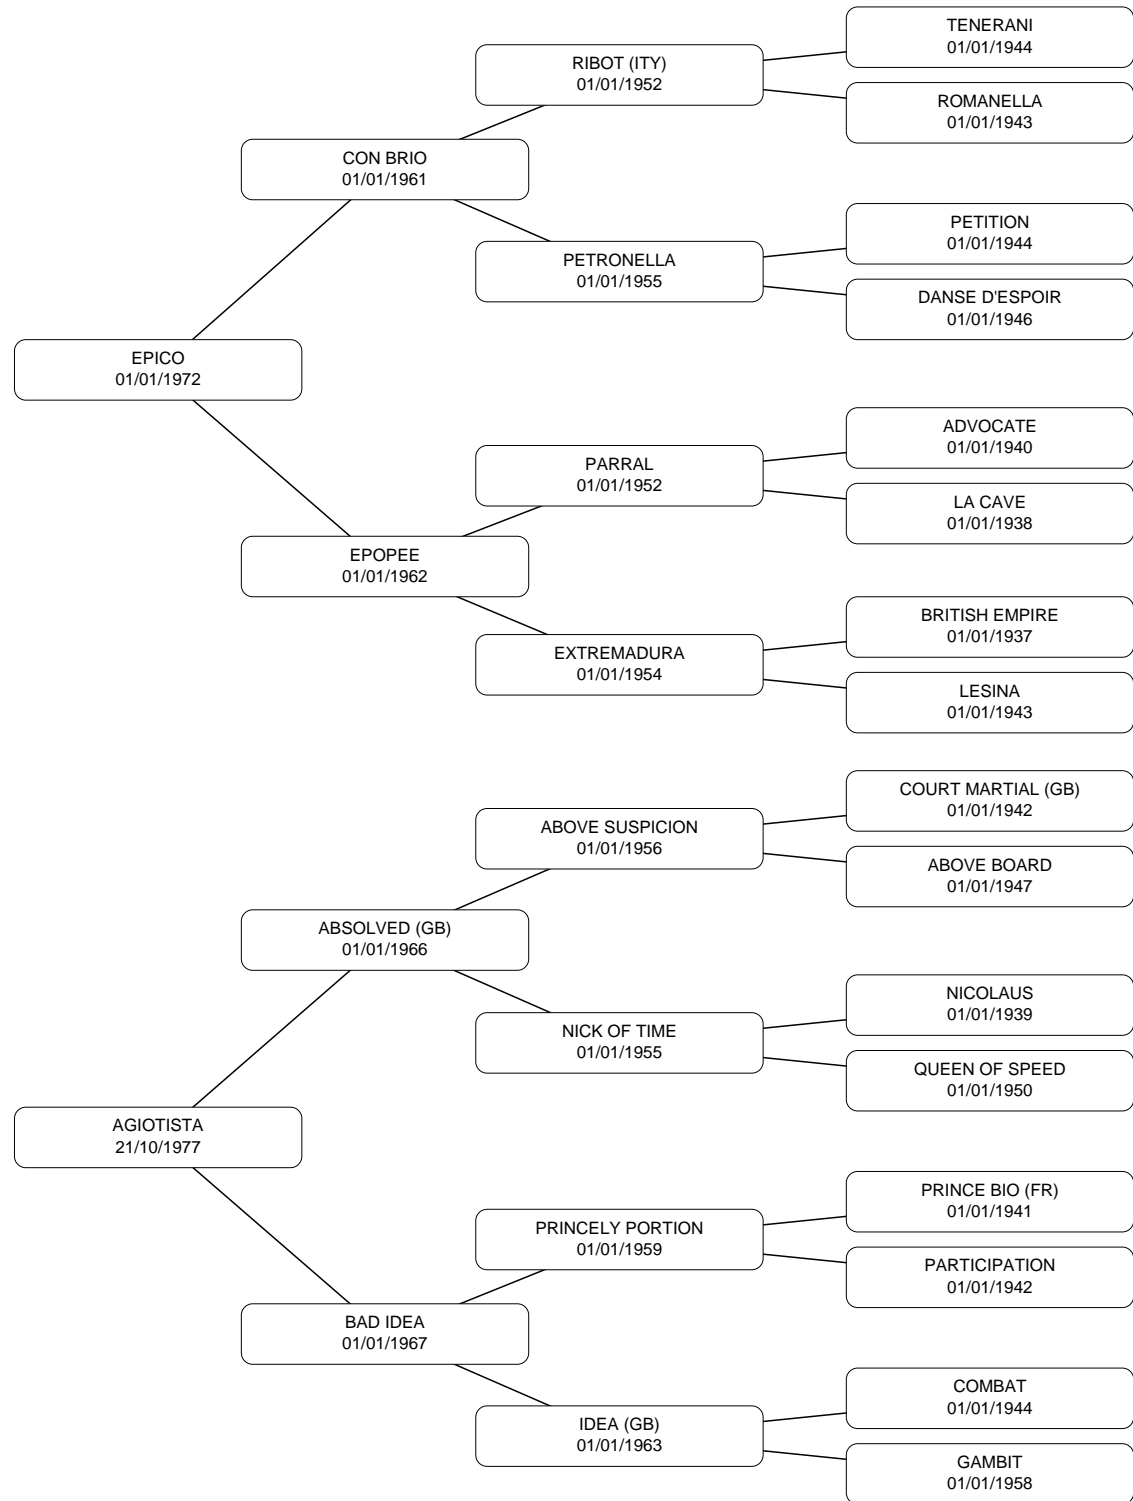 TENERANI
01/01/1944
RIBOT (ITY)
01/01/1952
ROMANELLA
01/01/1943
CON BRIO
01/01/1961
PETITION
01/01/1944
PETRONELLA
01/01/1955
DANSE D'ESPOIR
01/01/1946
EPICO
01/01/1972
ADVOCATE
01/01/1940
PARRAL
01/01/1952
LA CAVE
01/01/1938
EPOPEE
01/01/1962
BRITISH EMPIRE
01/01/1937
EXTREMADURA
01/01/1954
LESINA
01/01/1943
COURT MARTIAL (GB)
01/01/1942
ABOVE SUSPICION
01/01/1956
ABOVE BOARD
01/01/1947
ABSOLVED (GB)
01/01/1966
NICOLAUS
01/01/1939
NICK OF TIME
01/01/1955
QUEEN OF SPEED
01/01/1950
AGIOTISTA
21/10/1977
PRINCE BIO (FR)
01/01/1941
PRINCELY PORTION
01/01/1959
PARTICIPATION
01/01/1942
BAD IDEA
01/01/1967
COMBAT
01/01/1944
IDEA (GB)
01/01/1963
GAMBIT
01/01/1958